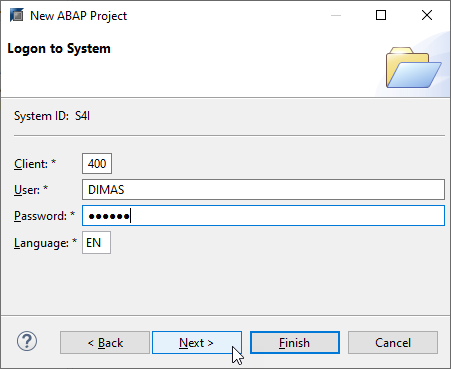 New ABAP Project
Logon to System
System ID: S4I
Client: * 400
User: * DIMAS
Password: * ●●●●●●
Language: * EN
? < Back Next > Finish Cancel